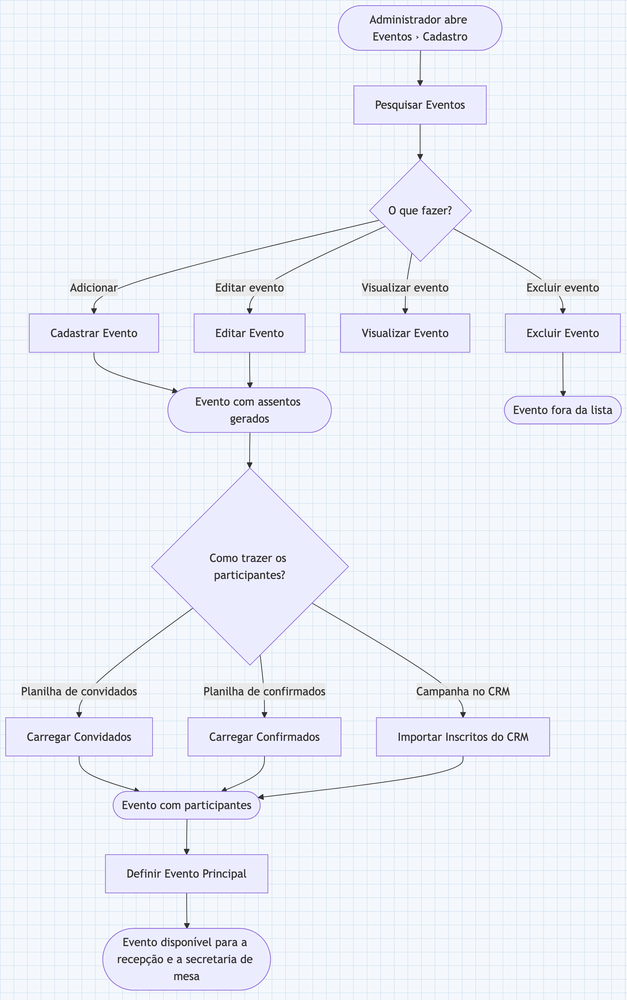 Administrador abre
Eventos › Cadastro
Pesquisar Eventos
O que fazer?
Adicionar
Editar evento
Visualizar evento
Excluir evento
Cadastrar Evento
Editar Evento
Visualizar Evento
Excluir Evento
Evento com assentos
gerados
Evento fora da lista
Como trazer os
participantes?
Planilha de convidados
Planilha de confirmados
Campanha no CRM
Carregar Convidados
Carregar Confirmados
Importar Inscritos do CRM
Evento com participantes
Definir Evento Principal
Evento disponível para a
recepção e a secretaria de
mesa